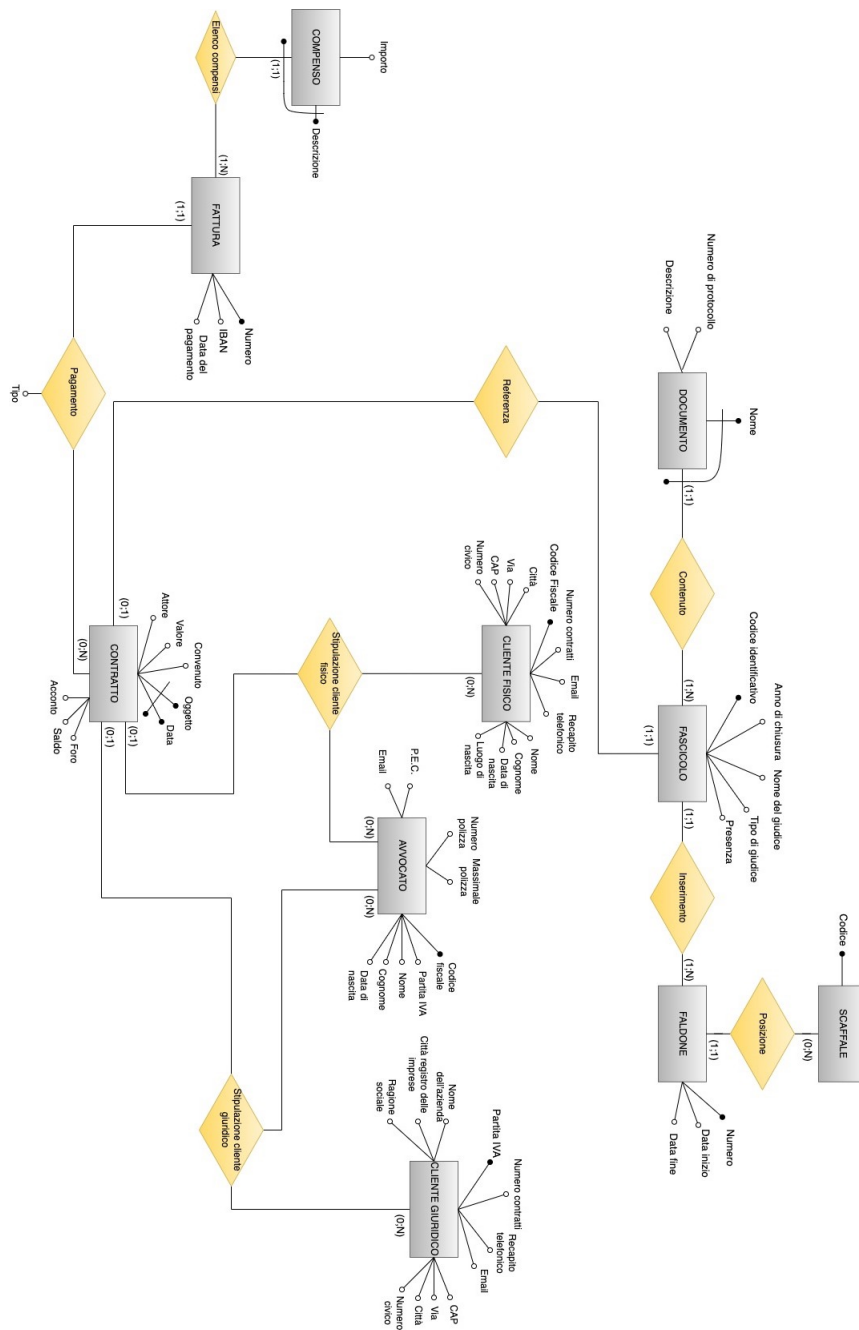 Importo
COMPENSO
Descrizione
(1;1)
Elenco compensi
(1;N)
FATTURA
(1;1)
Numero
IBAN
Data del
pagamento
Pagamento
Tipo
Numero di protocollo
Descrizione
DOCUMENTO
Nome
(1;1)
Contenuto
(1;N)
Referenza
Codice identificativo
Anno di chiusura
Nome del giudice
Tipo di giudice
Presenza
FASCICOLO
(1;1)
(1;1)
Inserimento
(1;N)
Codice
SCAFFALE
(0;N)
Posizione
(1;1)
FALDONE
Numero
Data inizio
Data fine
Numero
civico
CAP
Via
Città
Codice Fiscale
Numero contratti
Email
Recapito
telefonico
CLIENTE FISICO
(0;N)
Nome
Cognome
Data di
nascita
Luogo di
nascita
Stipulazione cliente
fisico
(0;1)
(0;N)
Attore
Valore
Convenuto
Oggetto
Data
CONTRATTO
(0;1)
(0;1)
Foro
Saldo
Acconto
P.E.C.
Email
Numero
polizza
Massimale
polizza
(0;N)
AVVOCATO
(0;N)
Codice
fiscale
Partita IVA
Nome
Cognome
Data di
nascita
Stipulazione cliente
giuridico
Nome
dell'azienda
Città registro delle
imprese
Ragione
sociale
Partita IVA
Numero contratti
Recapito
telefonico
Email
CLIENTE GIURIDICO
(0;N)
CAP
Via
Città
Numero
civico